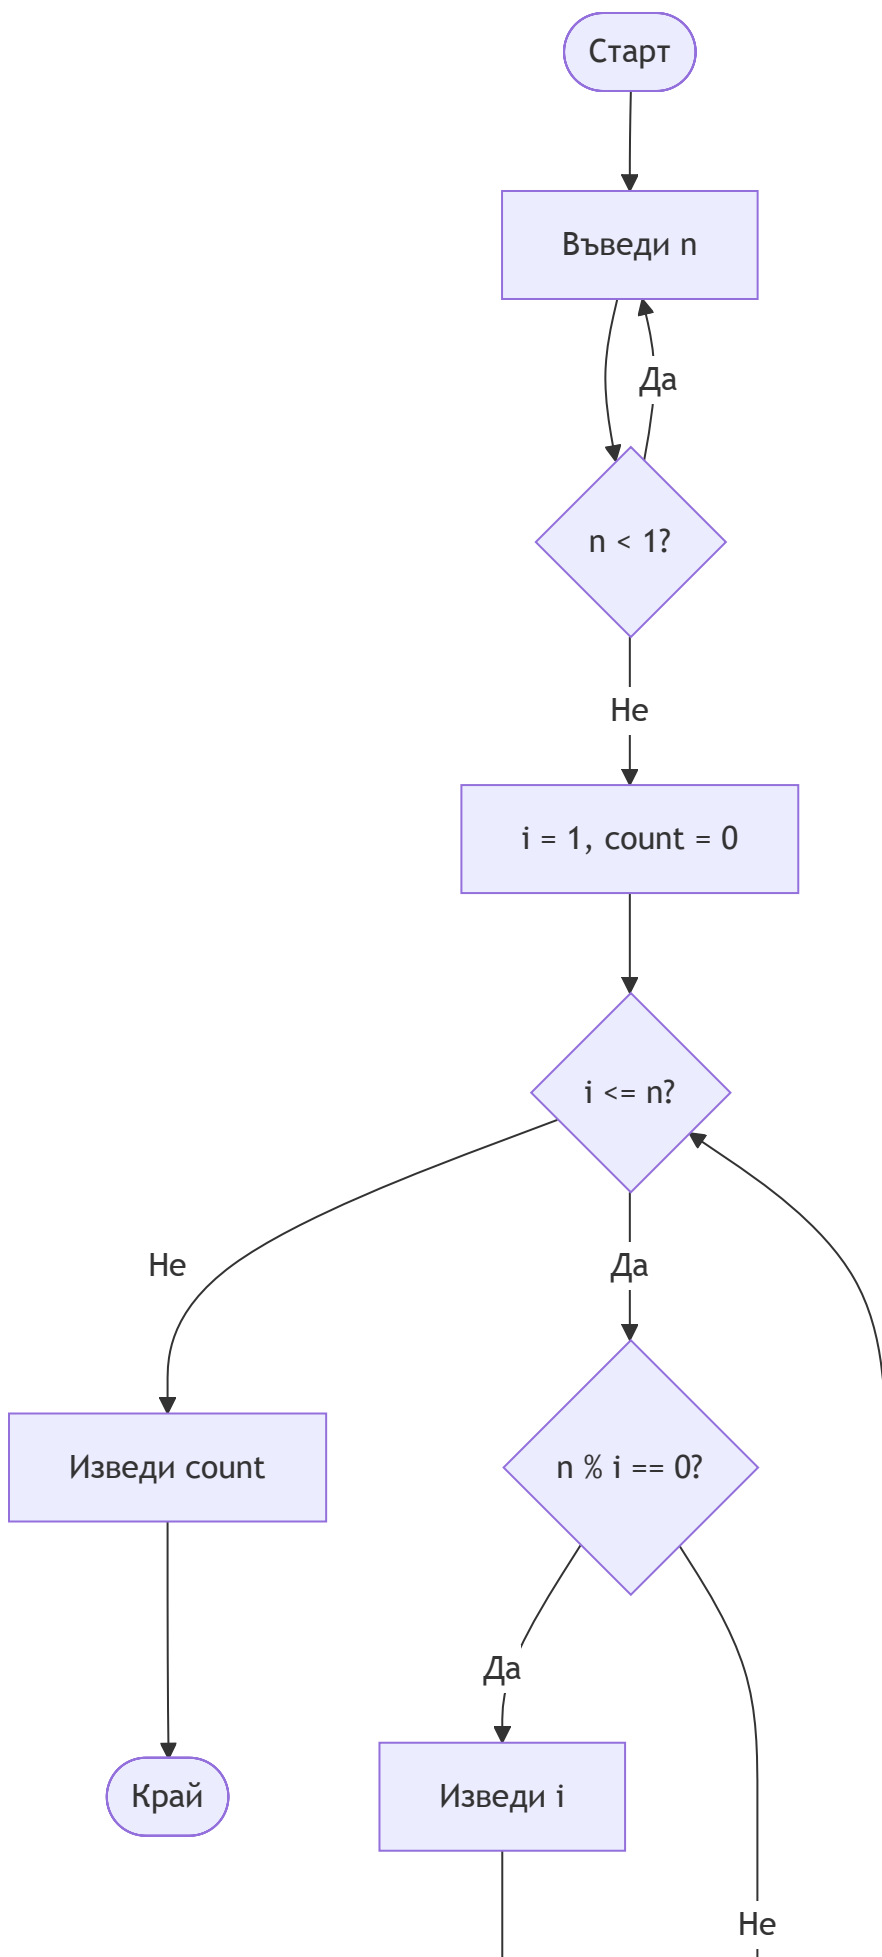 Старт
Въведи n
Да
n < 1?
Не
i = 1, count = 0
i <= n?
Не
Да
Изведи count
n % i == 0?
Да
Край
Изведи i
Не